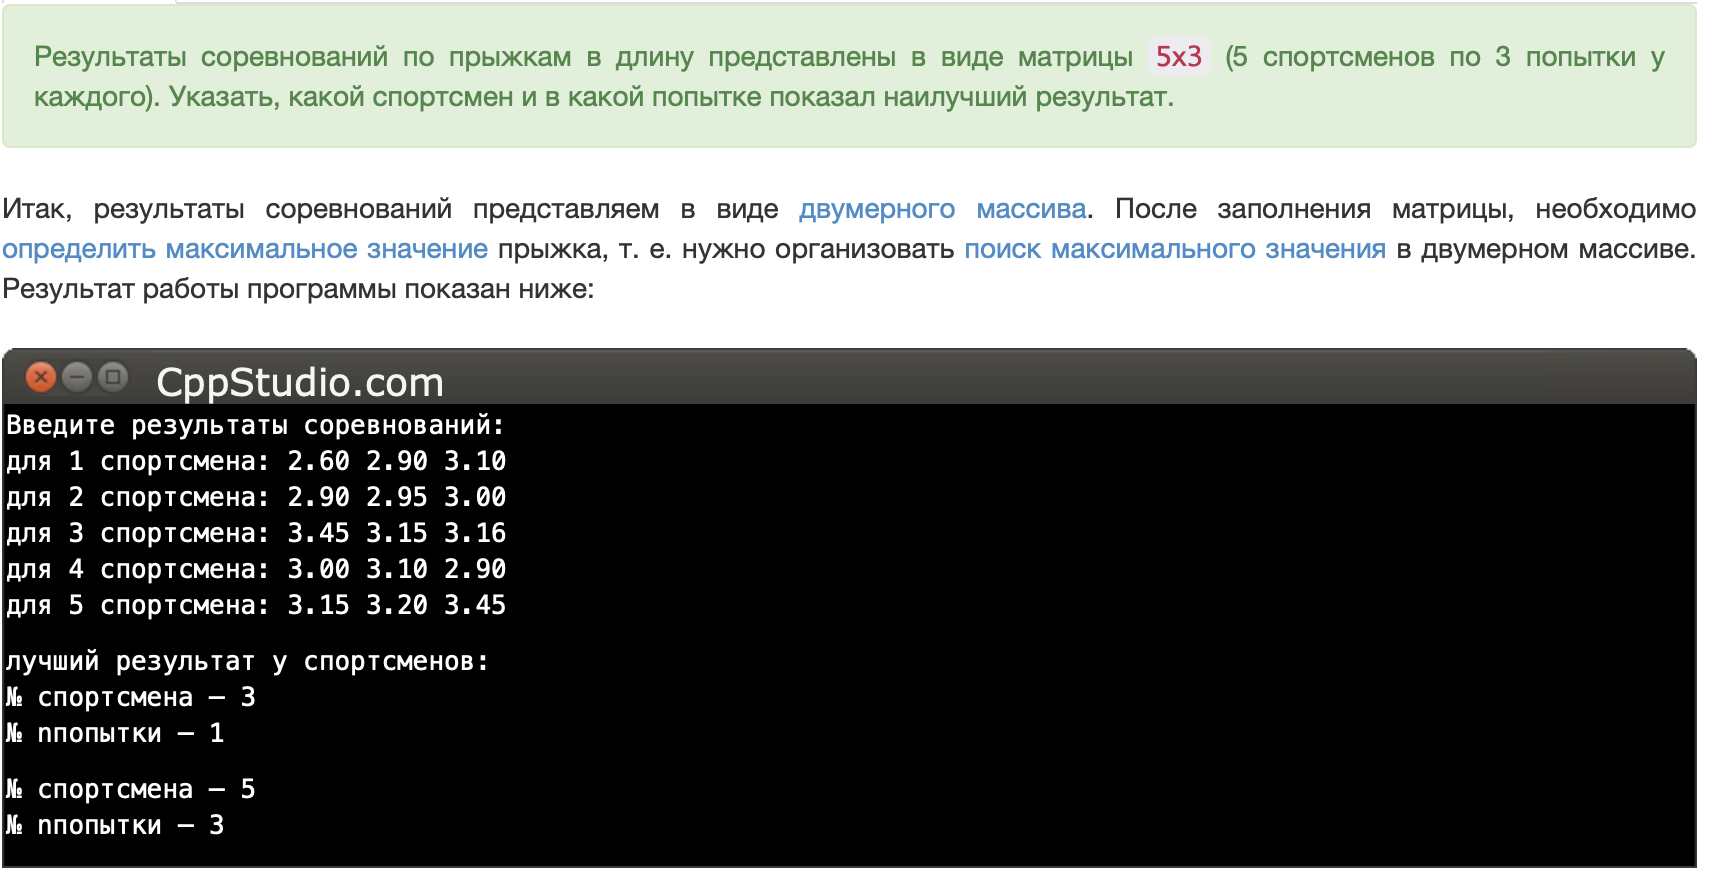 Результаты соревнований по прыжкам в длину представлены в виде матрицы 5x3 (5 спортсменов по 3 попытки у
каждого). Указать, какой спортсмен и в какой попытке показал наилучший результат.
Итак, результаты соревнований представляем в виде двумерного массива. После заполнения матрицы, необходимо
определить максимальное значение прыжка, т. е. нужно организовать поиск максимального значения в двумерном массиве.
Результат работы программы показан ниже:
CppStudio.com
Введите результаты соревнований:
для 1 спортсмена: 2.60 2.90 3.10
для 2 спортсмена: 2.90 2.95 3.00
для 3 спортсмена: 3.45 3.15 3.16
для 4 спортсмена: 3.00 3.10 2.90
для 5 спортсмена: 3.15 3.20 3.45
лучший результат у спортсменов:
№ спортсмена — 3
№ nпопытки — 1
№ спортсмена — 5
№ nпопытки — 3